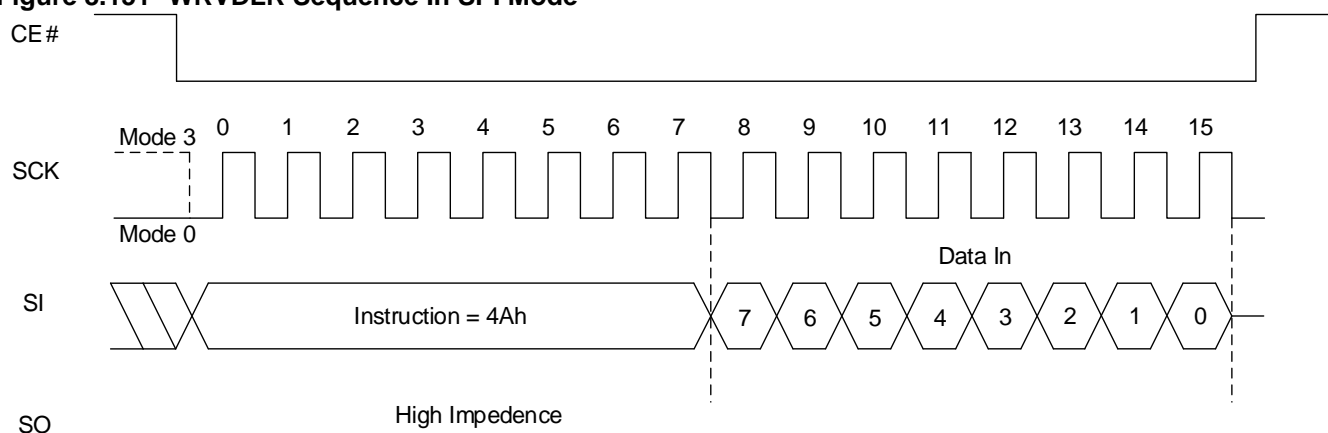 CE#
Mode 3
0 1 2 3 4 5 6 7 8 9 10 11 12 13 14 15
SCK
Mode 0
Data In
SI
Instruction = 4Ah
7 6 5 4 3 2 1 0
High Impedence
SO